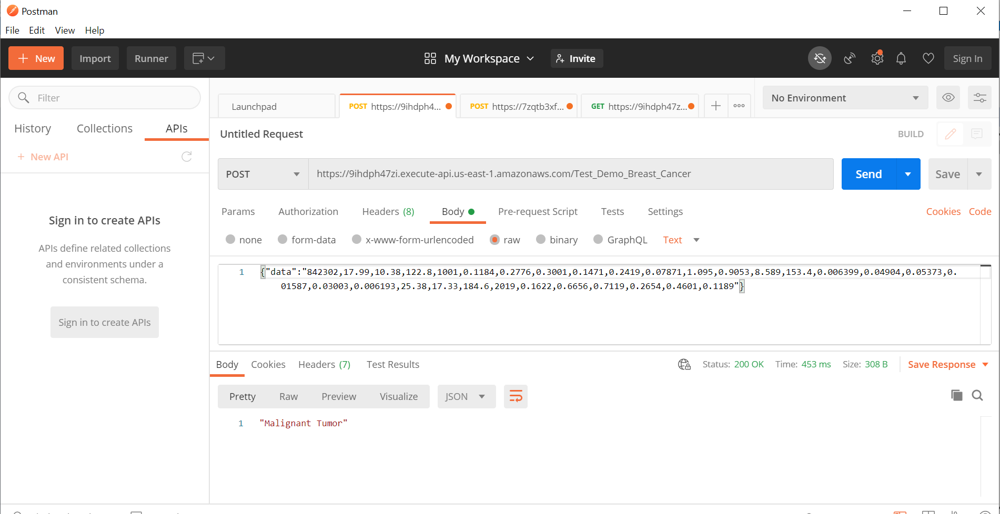 Postman
File Edit View Help
+ New Import Runner My Workspace Invite Sign In
Filter
History Collections APIs
+ New API
Sign in to create APIs
APIs define related collections
and environments under a
consistent schema.
Sign in to create APIs
Launchpad POST https://9ihdph4... POST https://7zqtb3xf... GET https://9ihdph47z... + ooo No Environment
Untitled Request BUILD
POST https://9ihdph47zi.execute-api.us-east-1.amazonaws.com/Test_Demo_Breast_Cancer Send Save
Params Authorization Headers (8) Body Pre-request Script Tests Settings Cookies Code
none form-data x-www-form-urlencoded raw binary GraphQL Text
1 {"data":"842302,17.99,10.38,122.8,1001,0.1184,0.2776,0.3001,0.1471,0.2419,0.07871,1.095,0.9053,8.589,153.4,0.006399,0.04904,0.05373,0.
01587,0.03003,0.006193,25.38,17.33,184.6,2019,0.1622,0.6656,0.7119,0.2654,0.4601,0.1189"}
Body Cookies Headers (7) Test Results Status: 200 OK Time: 453 ms Size: 308 B Save Response
Pretty Raw Preview Visualize JSON
1 "Malignant Tumor"